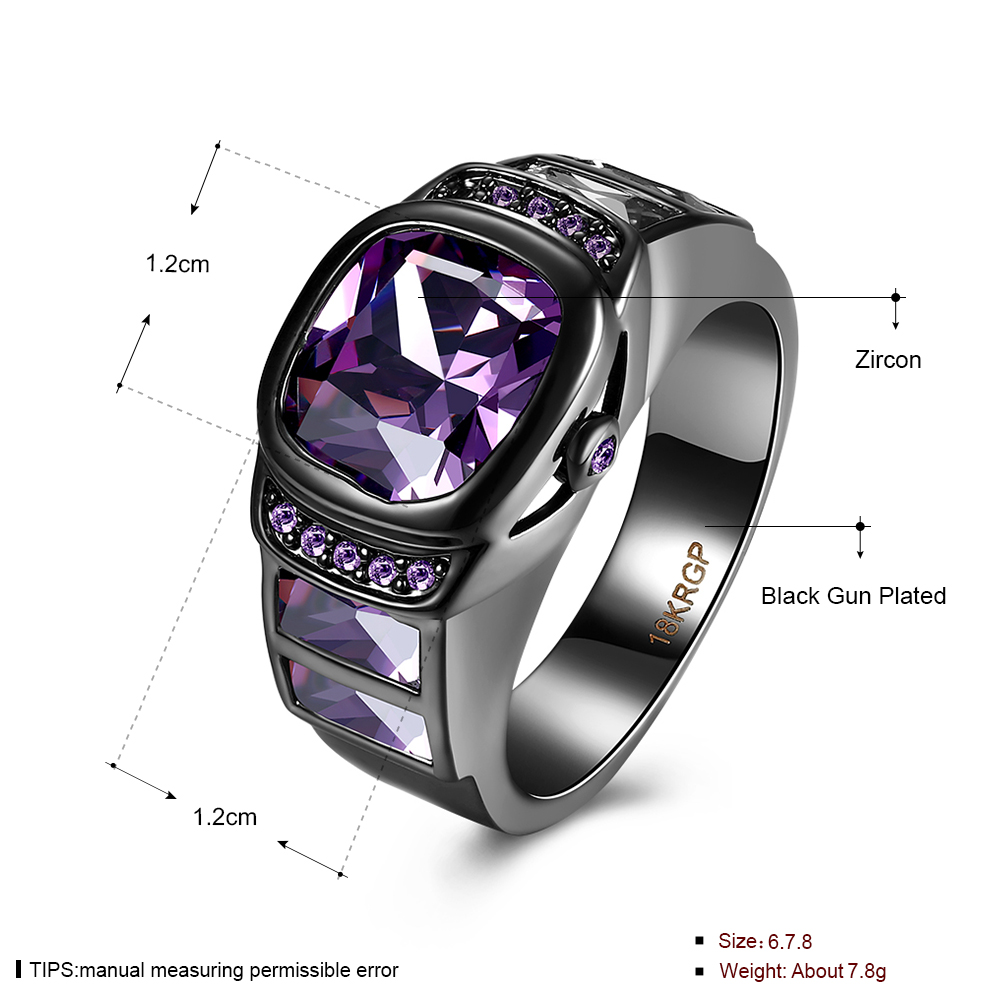 1.2cm
Zircon
Black Gun Plated
18KRGP
1.2cm
Size: 6.7.8
TIPS:manual measuring permissible error
Weight: About 7.8g